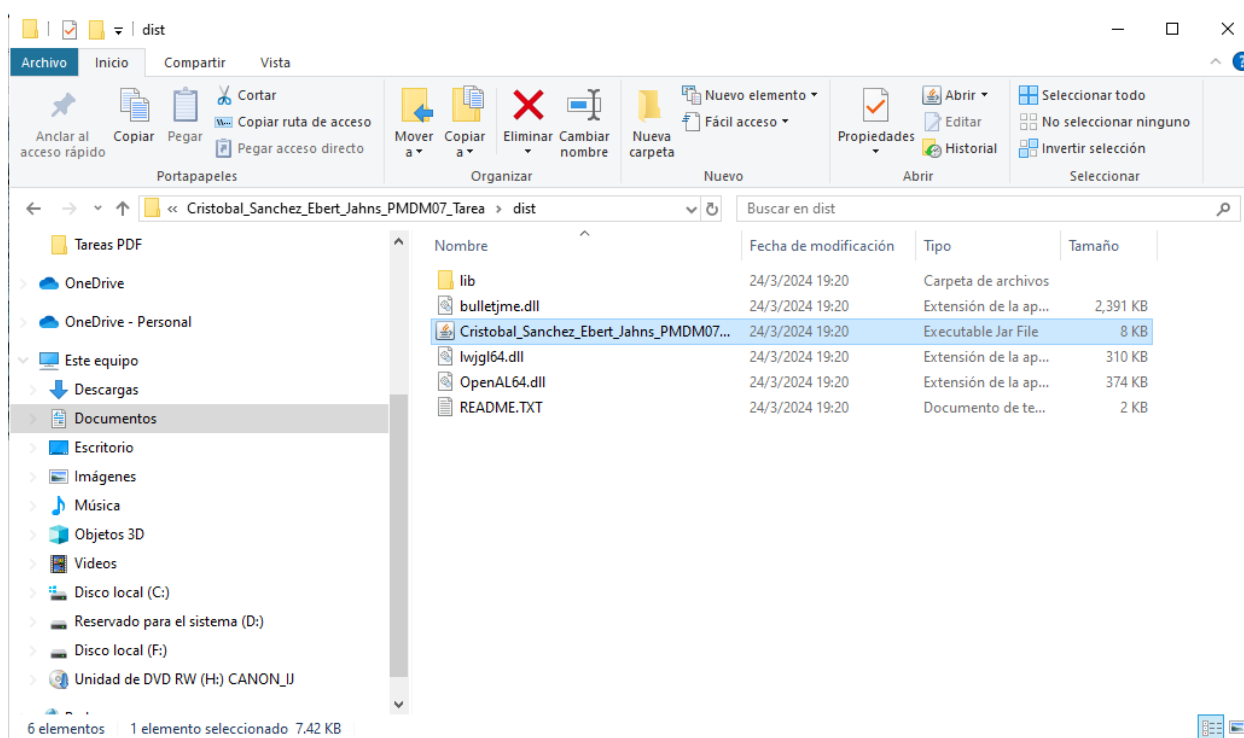 dist
Archivo Inicio Compartir Vista
Anclar al acceso rápido
Copiar
Pegar
Cortar
Copiar ruta de acceso
Pegar acceso directo
Portapapeles
Mover a
Copiar a
Eliminar
Cambiar nombre
Organizar
Nueva carpeta
Nuevo elemento
Fácil acceso
Nuevo
Propiedades
Abrir
Editar
Historial
Abrir
Seleccionar todo
No seleccionar ninguno
Invertir selección
Seleccionar
« Cristobal_Sanchez_Ebert_Jahns_PMDM07_Tarea › dist
Buscar en dist
Tareas PDF
OneDrive
OneDrive - Personal
Este equipo
Descargas
Documentos
Escritorio
Imágenes
Música
Objetos 3D
Videos
Disco local (C:)
Reservado para el sistema (D:)
Disco local (F:)
Unidad de DVD RW (H:) CANON_IJ
Nombre Fecha de modificación Tipo Tamaño
lib 24/3/2024 19:20 Carpeta de archivos
bulletjme.dll 24/3/2024 19:20 Extensión de la ap... 2,391 KB
Cristobal_Sanchez_Ebert_Jahns_PMDM07... 24/3/2024 19:20 Executable Jar File 8 KB
lwjgl64.dll 24/3/2024 19:20 Extensión de la ap... 310 KB
OpenAL64.dll 24/3/2024 19:20 Extensión de la ap... 374 KB
README.TXT 24/3/2024 19:20 Documento de te... 2 KB
6 elementos 1 elemento seleccionado 7.42 KB